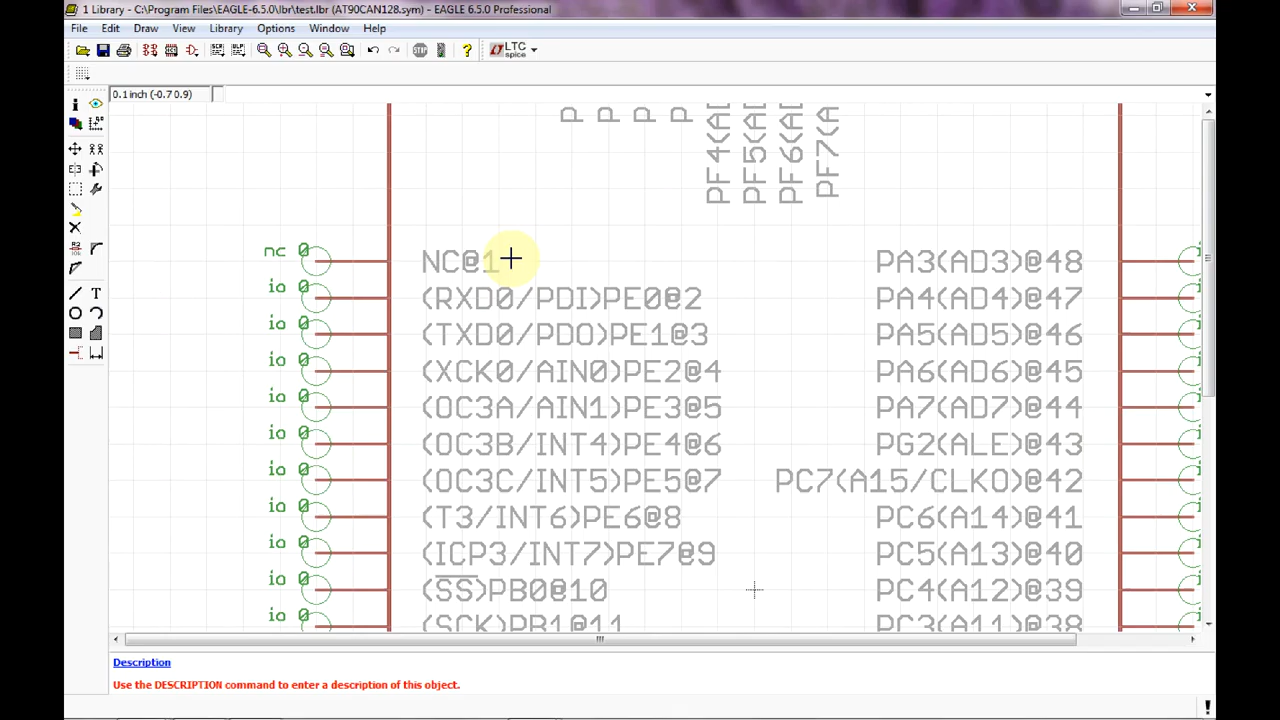 1 Library - C:\Program Files\EAGLE-6.5.0\lbr\test.lbr (AT90CAN128.sym) - EAGLE 6.5.0 Professional
File Edit Draw View Library Options Window Help
LTC spice
0.1 inch (-0.7 0.9)
P P P P PF4(AD PF5(AD PF6(AD PF7(A
nc 0 NC@1 PA3(AD3)@48
io 0 (RXD0/PDI)PE0@2 PA4(AD4)@47
io 0 (TXD0/PDO)PE1@3 PA5(AD5)@46
io 0 (XCK0/AIN0)PE2@4 PA6(AD6)@45
io 0 (OC3A/AIN1)PE3@5 PA7(AD7)@44
io 0 (OC3B/INT4)PE4@6 PG2(ALE)@43
io 0 (OC3C/INT5)PE5@7 PC7(A15/CLKO)@42
io 0 (T3/INT6)PE6@8 PC6(A14)@41
io 0 (ICP3/INT7)PE7@9 PC5(A13)@40
io 0 (SS)PB0@10 PC4(A12)@39
io 0 (SCK)PB1@11 PC3(A11)@38
Description
Use the DESCRIPTION command to enter a description of this object.